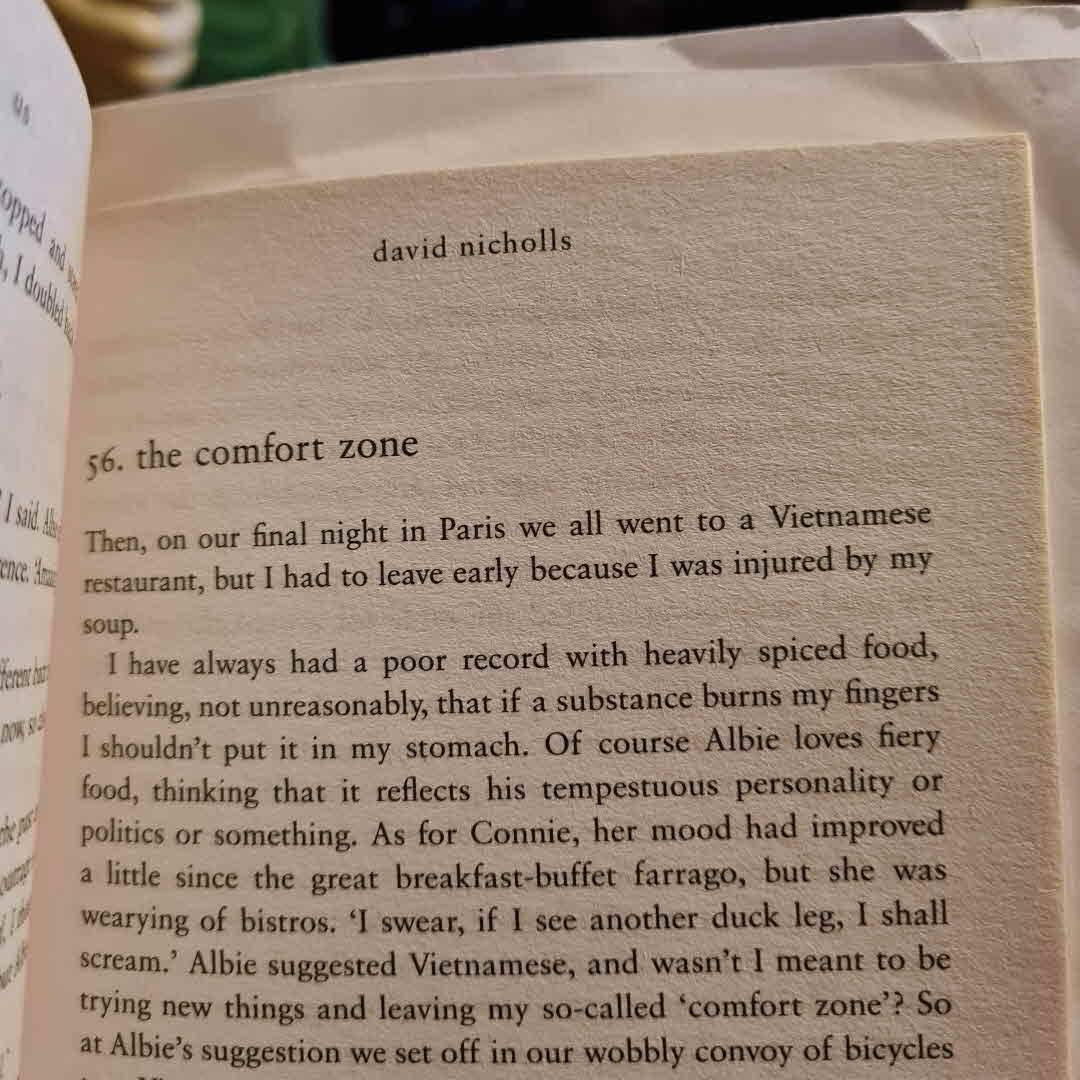 opped and
I doubled
I said.
david nicholls
56. the comfort zone
Then, on our final night in Paris we all went to a Vietnamese
restaurant, but I had to leave early because I was injured by my
soup.
I have always had a poor record with heavily spiced food,
believing, not unreasonably, that if a substance burns my fingers
I shouldn't put it in my stomach. Of course Albie loves fiery
food, thinking that it reflects his tempestuous personality or
politics or something. As for Connie, her mood had improved
a little since the great breakfast-buffet farrago, but she was
wearying of bistros. ‘I swear, if I see another duck leg, I shall
scream.’ Albie suggested Vietnamese, and wasn't I meant to be
trying new things and leaving my so-called ‘comfort zone’? So
at Albie's suggestion we set off in our wobbly convoy of bicycles